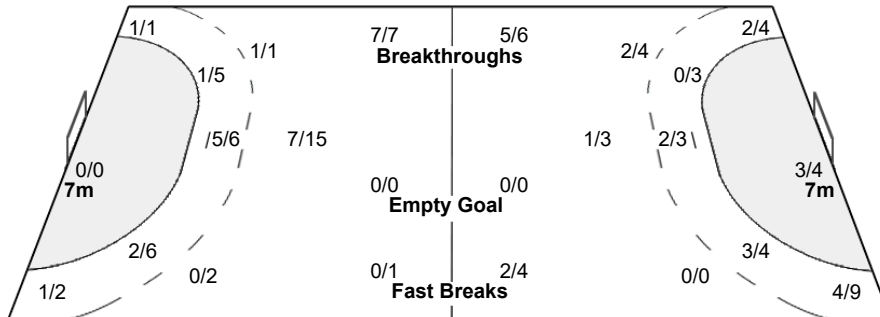 1/1 7/7 5/6 2/4
1/1 Breakthroughs 2/4
1/5 0/3
5/6 7/15 1/3 2/3
0/0 3/4
7m 0/0 0/0 7m
Empty Goal
2/6 3/4
0/2 0/1 2/4 0/0
1/2 Fast Breaks 4/9